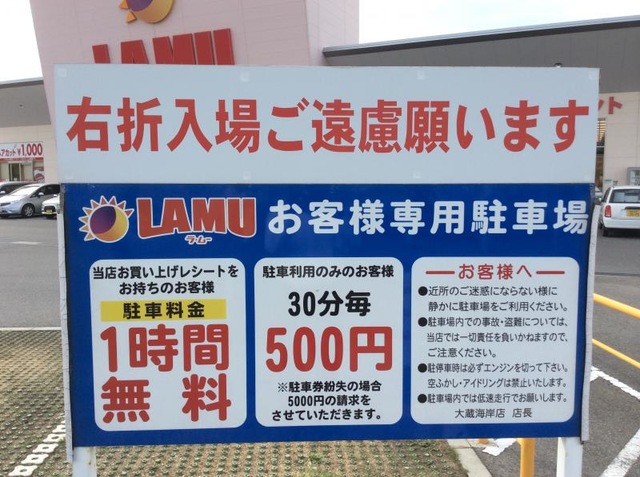 LAMU
右折入場ご遠慮願います
アカット¥1,000
LAMU
ラ・ムー
お客様専用駐車場
当店お買い上げレシートを
お持ちのお客様
駐車料金
1時間
無料
駐車利用のみのお客様
30分毎
500円
※駐車券紛失の場合
5000円の請求を
させていただきます。
お客様へ
●近所のご迷惑にならない様に
静かに駐車場をご利用ください。
●駐車場内での事故・盗難については、
当店では一切責任を負いかねますので、
ご注意ください。
●駐停車時は必ずエンジンを切って下さい。
空ふかし・アイドリングは禁止いたします。
●駐車場内では低速走行でお願いします。
大蔵海岸店 店長